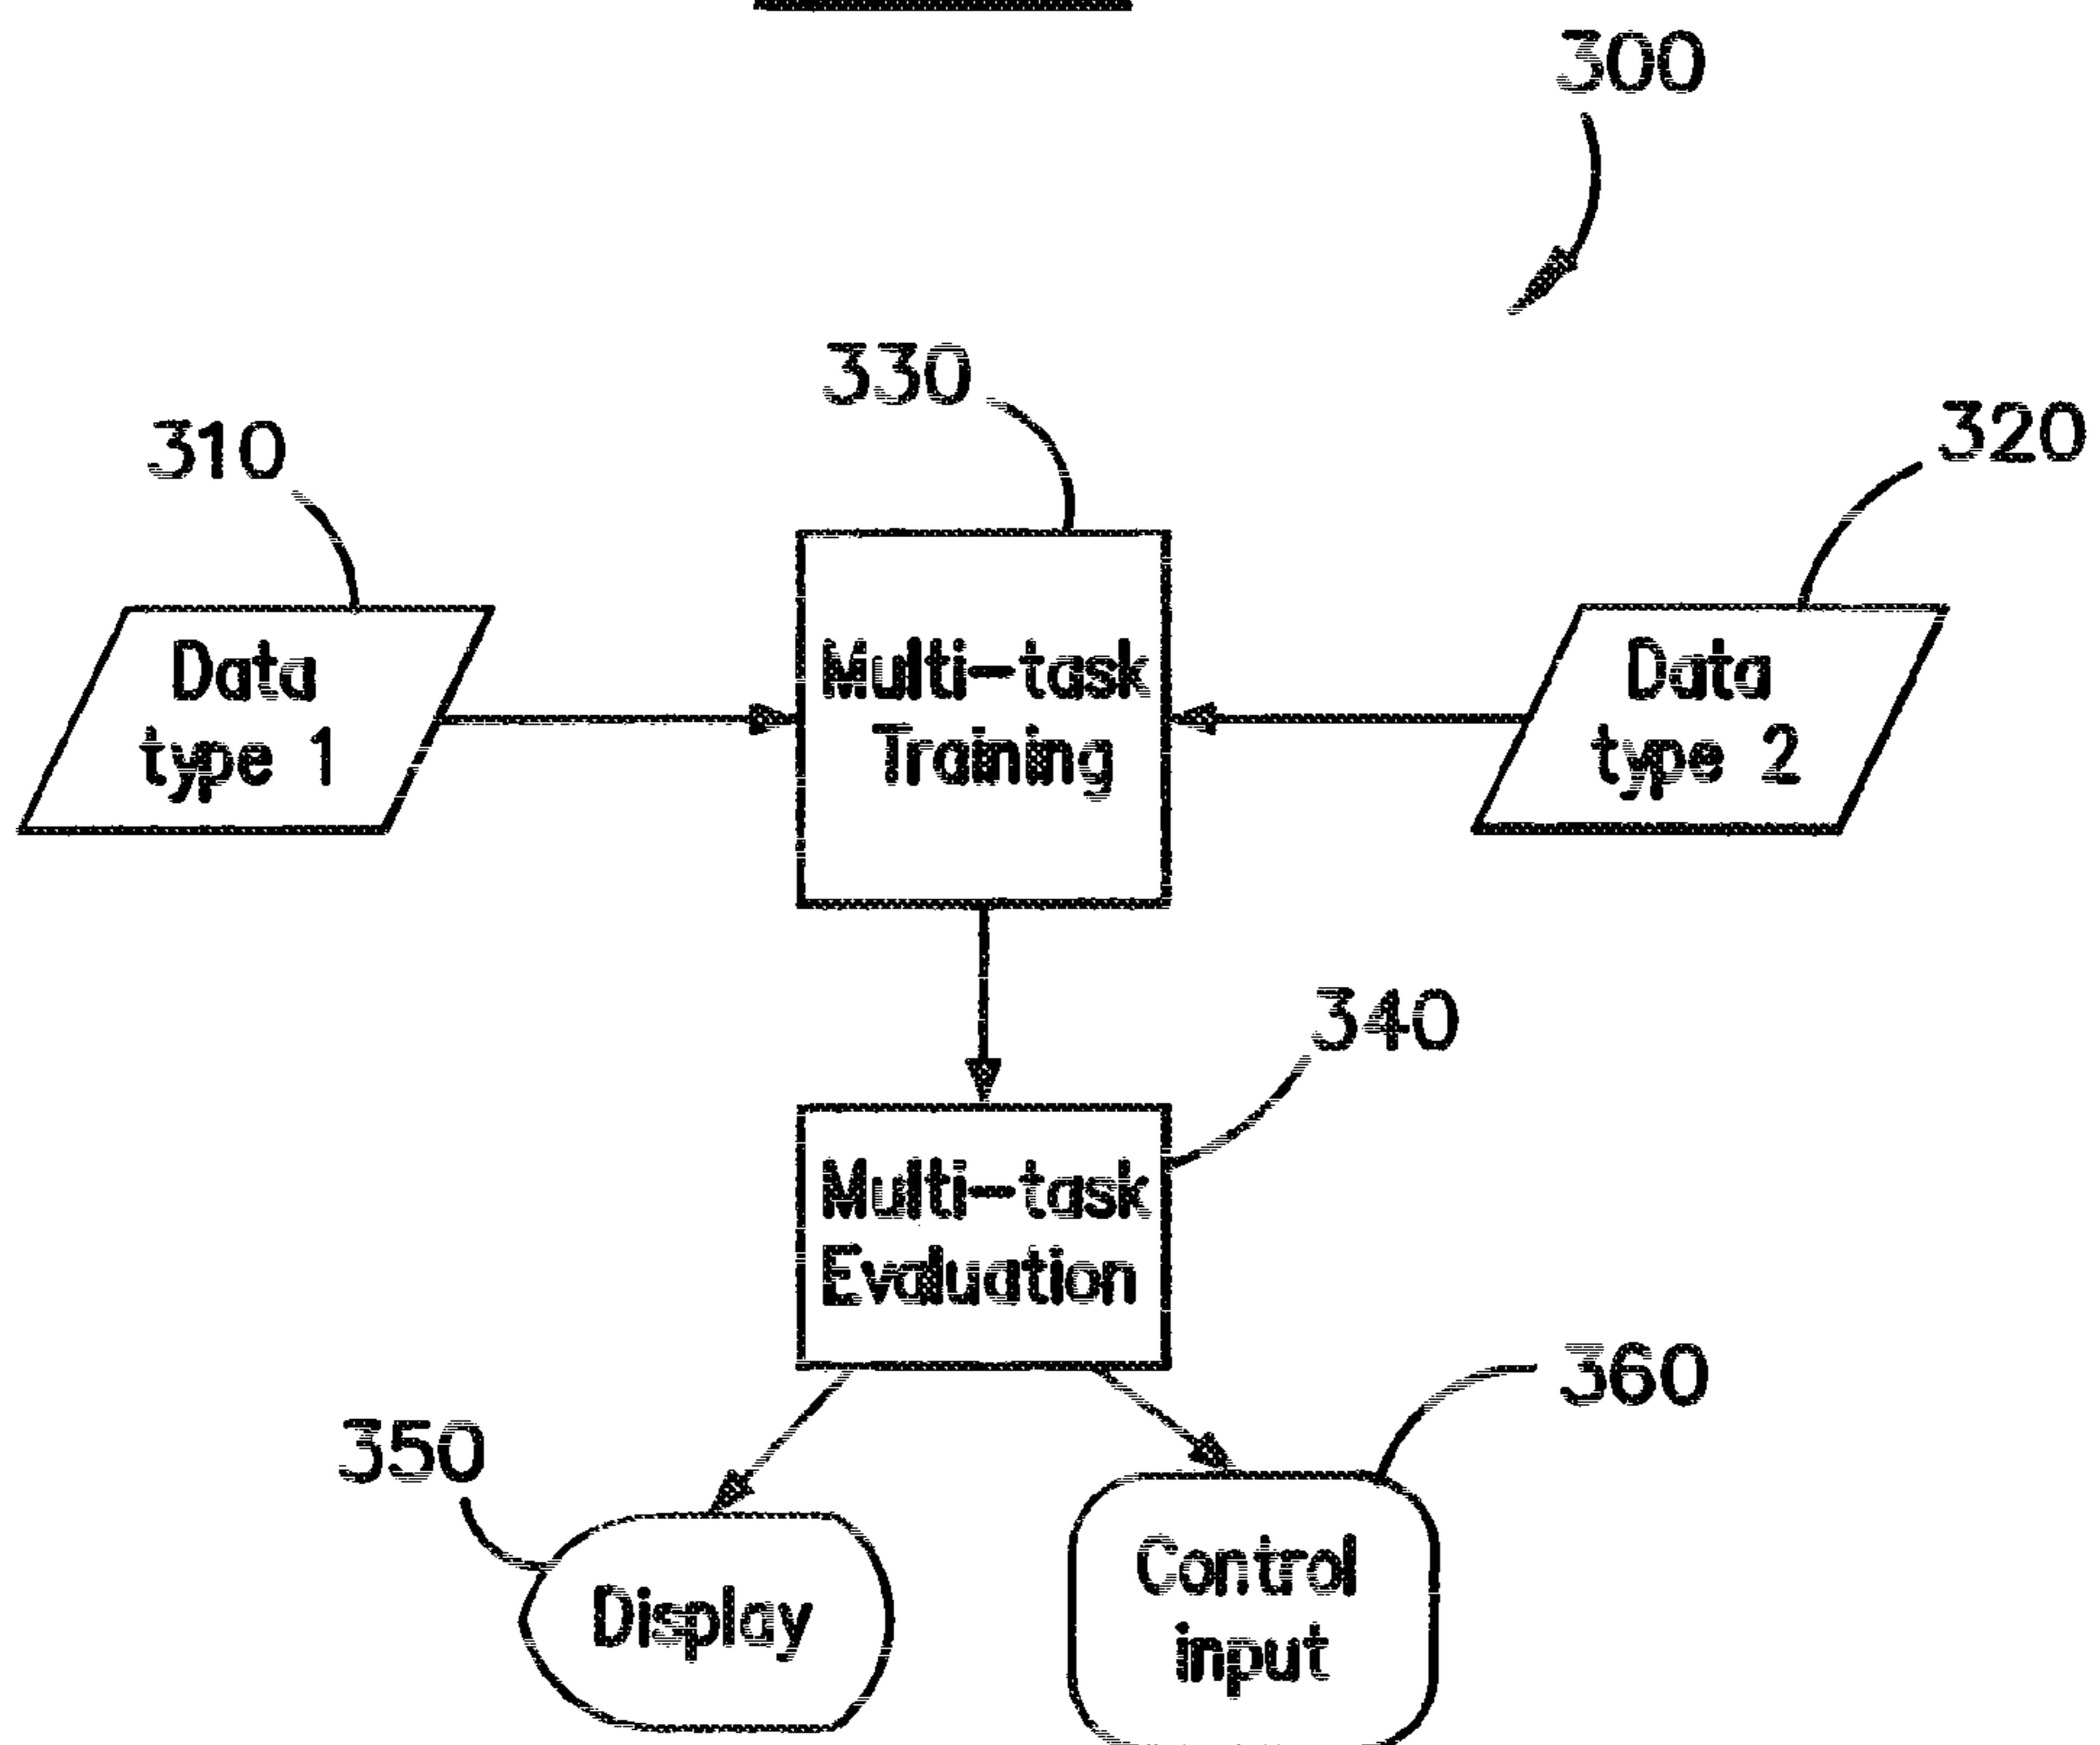 300
330
310
320
Data
type 1
Multi-task
Training
Data
type 2
340
Multi-task
Evaluation
360
350
Display
Control
input